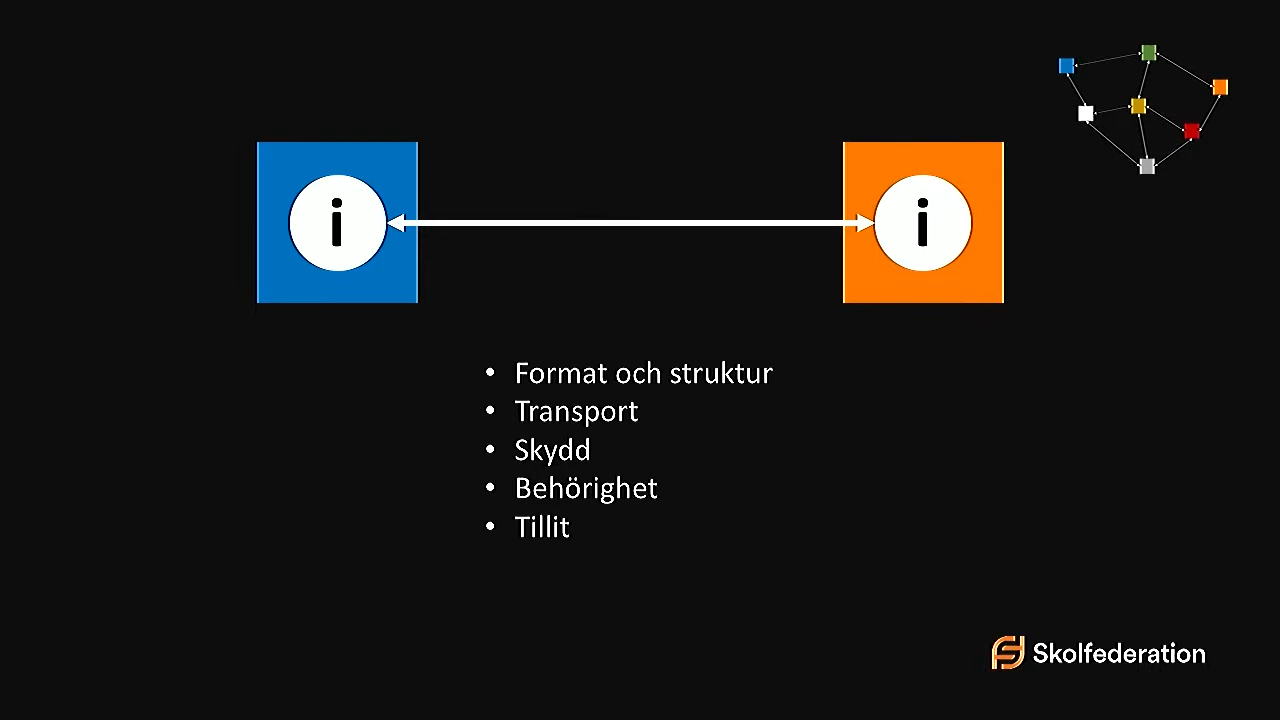 i
i
• Format och struktur
• Transport
• Skydd
• Behörighet
• Tillit
Skolfederation